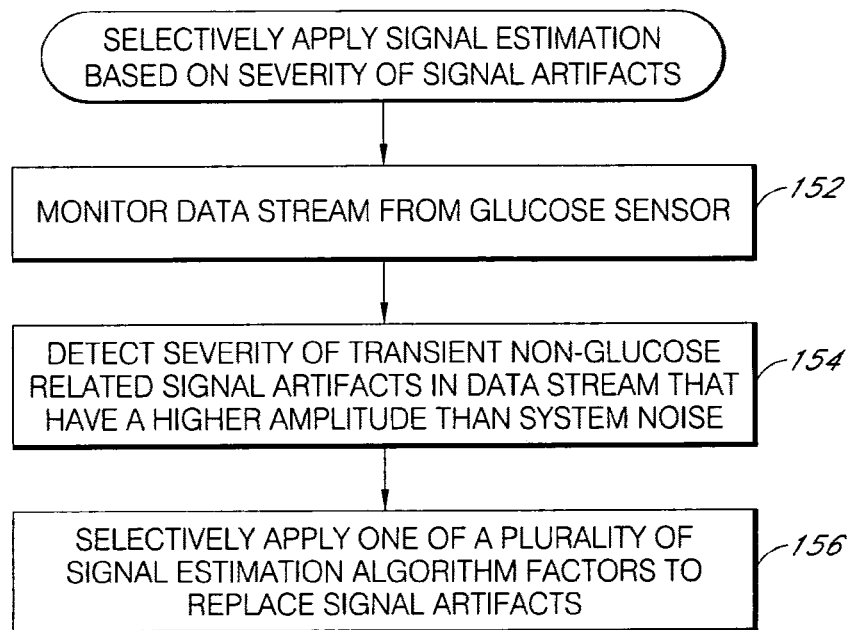 SELECTIVELY APPLY SIGNAL ESTIMATION
BASED ON SEVERITY OF SIGNAL ARTIFACTS
MONITOR DATA STREAM FROM GLUCOSE SENSOR
152
DETECT SEVERITY OF TRANSIENT NON-GLUCOSE
RELATED SIGNAL ARTIFACTS IN DATA STREAM THAT
HAVE A HIGHER AMPLITUDE THAN SYSTEM NOISE
154
SELECTIVELY APPLY ONE OF A PLURALITY OF
SIGNAL ESTIMATION ALGORITHM FACTORS TO
REPLACE SIGNAL ARTIFACTS
156